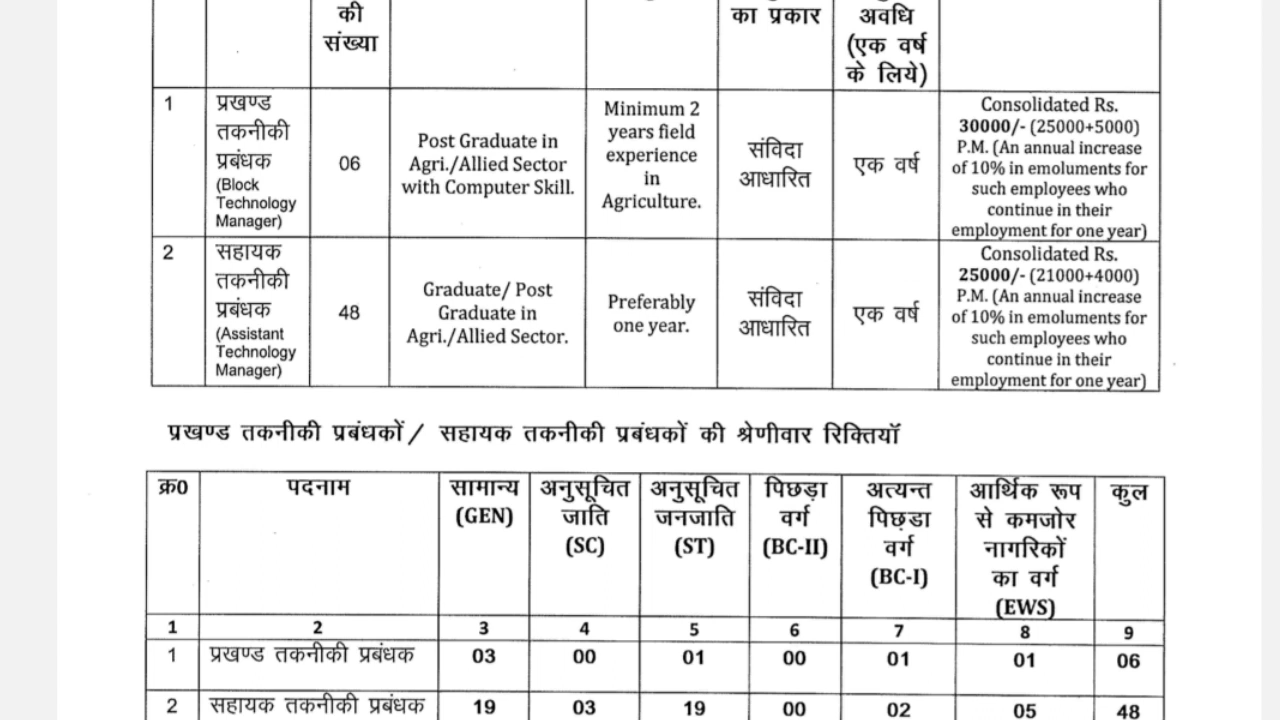 की
संख्या
का प्रकार
अवधि
(एक वर्ष
के लिये)
1
प्रखण्ड
तकनीकी
प्रबंधक
(Block
Technology
Manager)
06
Post Graduate in
Agri./Allied Sector
with Computer Skill.
Minimum 2
years field
experience
in
Agriculture.
संविदा
आधारित
एक वर्ष
Consolidated Rs.
30000/- (25000+5000)
P.M. (An annual increase
of 10% in emoluments for
such employees who
continue in their
employment for one year)
2
सहायक
तकनीकी
प्रबंधक
(Assistant
Technology
Manager)
48
Graduate/ Post
Graduate in
Agri./Allied Sector.
Preferably
one year.
संविदा
आधारित
एक वर्ष
Consolidated Rs.
25000/- (21000+4000)
P.M. (An annual increase
of 10% in emoluments for
such employees who
continue in their
employment for one year)
प्रखण्ड तकनीकी प्रबंधकों / सहायक तकनीकी प्रबंधकों की श्रेणीवार रिक्तियॉ
क्र0
पदनाम
सामान्य
(GEN)
अनुसूचित
जाति
(SC)
अनुसूचित
जनजाति
(ST)
पिछड़ा
वर्ग
(BC-II)
अत्यन्त
पिछड़ा
वर्ग
(BC-I)
आर्थिक रूप
से कमजोर
नागरिकों
का वर्ग
(EWS)
कुल
1 2 3 4 5 6 7 8 9
1 प्रखण्ड तकनीकी प्रबंधक 03 00 01 00 01 01 06
2 सहायक तकनीकी प्रबंधक 19 03 19 00 02 05 48